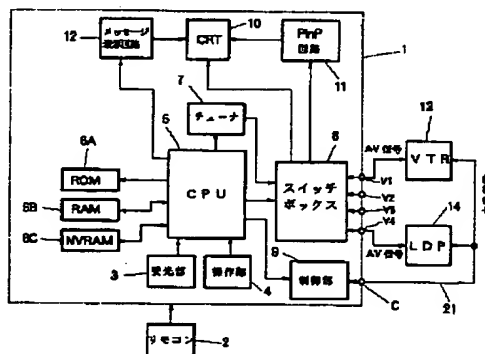 12
メッセージ
表示回路
10
CRT
PinP
回路
11
1
7
チューナ
5
CPU
6A
ROM
6B
RAM
6C
NVRAM
8
スイッチ
ボックス
AV信号
V1
V2
V3
V4
AV信号
13
VTR
14
LDP
3
受光部
操作部
4
9
制御部
C
21
リモコン
2